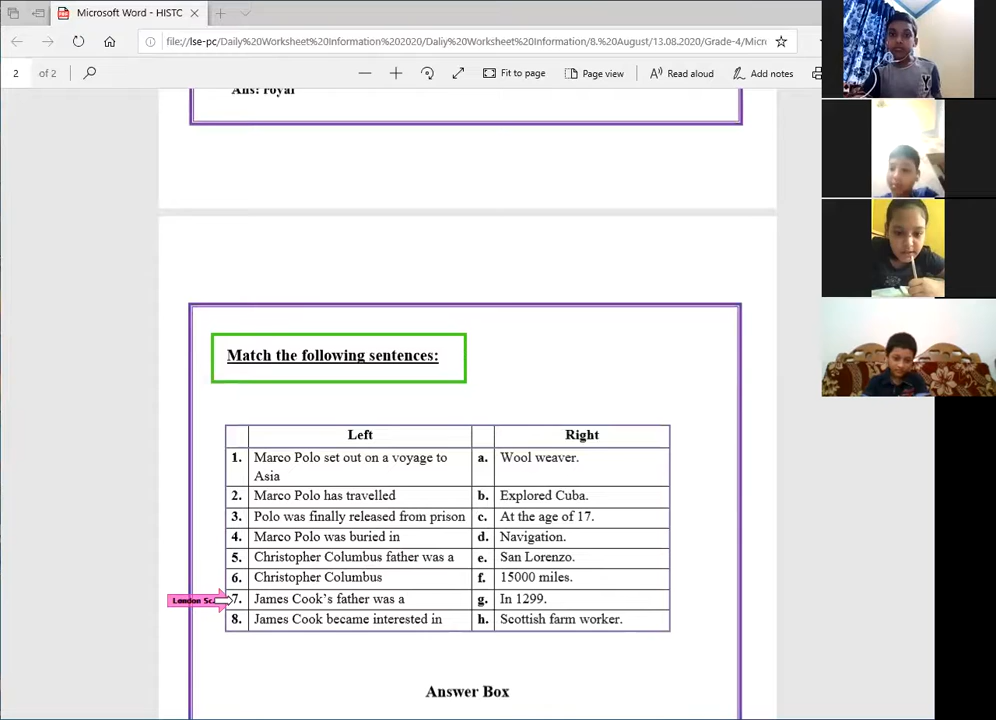 Microsoft Word - HISTC
file://lse-pc/Daily%20Worksheet%20Information%202020/Daliy%20Worksheet%20Information/8.%20August/13.08.2020/Grade-4/Micr
2 of 2
Fit to page
Page view
Read aloud
Add notes
Ans: royal
Match the following sentences:
Left Right
1. Marco Polo set out on a voyage to a. Wool weaver.
Asia
2. Marco Polo has travelled b. Explored Cuba.
3. Polo was finally released from prison c. At the age of 17.
4. Marco Polo was buried in d. Navigation.
5. Christopher Columbus father was a e. San Lorenzo.
6. Christopher Columbus f. 15000 miles.
London 7. James Cook's father was a g. In 1299.
8. James Cook became interested in h. Scottish farm worker.
Answer Box